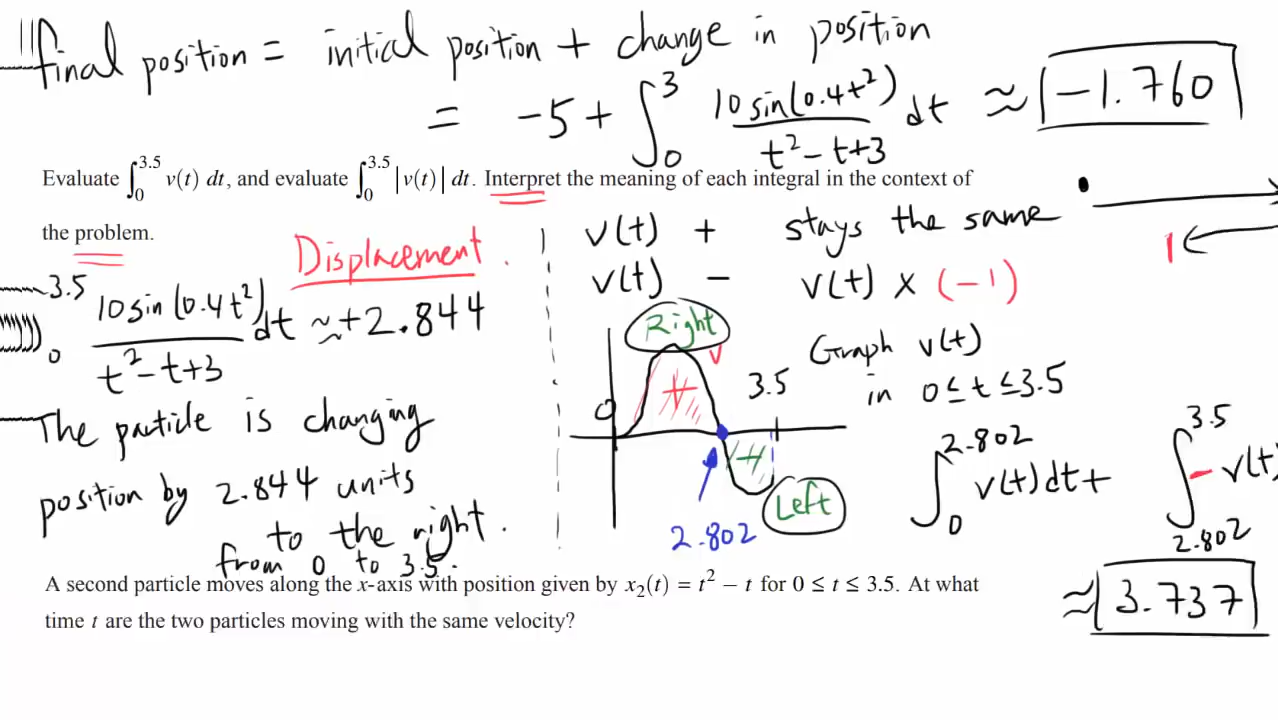 final position = initial position + change in position
= -5 + ∫₀³ 10sin(0.4t²)/(t²-t+3) dt ≈ -1.760
Evaluate ∫₀^3.5 v(t) dt, and evaluate ∫₀^3.5 |v(t)| dt. Interpret the meaning of each integral in the context of
the problem.
Displacement.
3.5
0
10sin(0.4t²)/(t²-t+3) dt ≈ +2.844
The particle is changing
position by 2.844 units
to the right.
from 0 to 3.5.
v(t) + stays the same
v(t) - v(t) × (-1)
Right
v
+
0
3.5
+
Left
2.802
Graph v(t)
in 0 ≤ t ≤ 3.5
∫₀^2.802 v(t)dt + ∫_2.802^3.5 -v(t)
≈ 3.737
A second particle moves along the x-axis with position given by x₂(t) = t² − t for 0 ≤ t ≤ 3.5. At what
time t are the two particles moving with the same velocity?